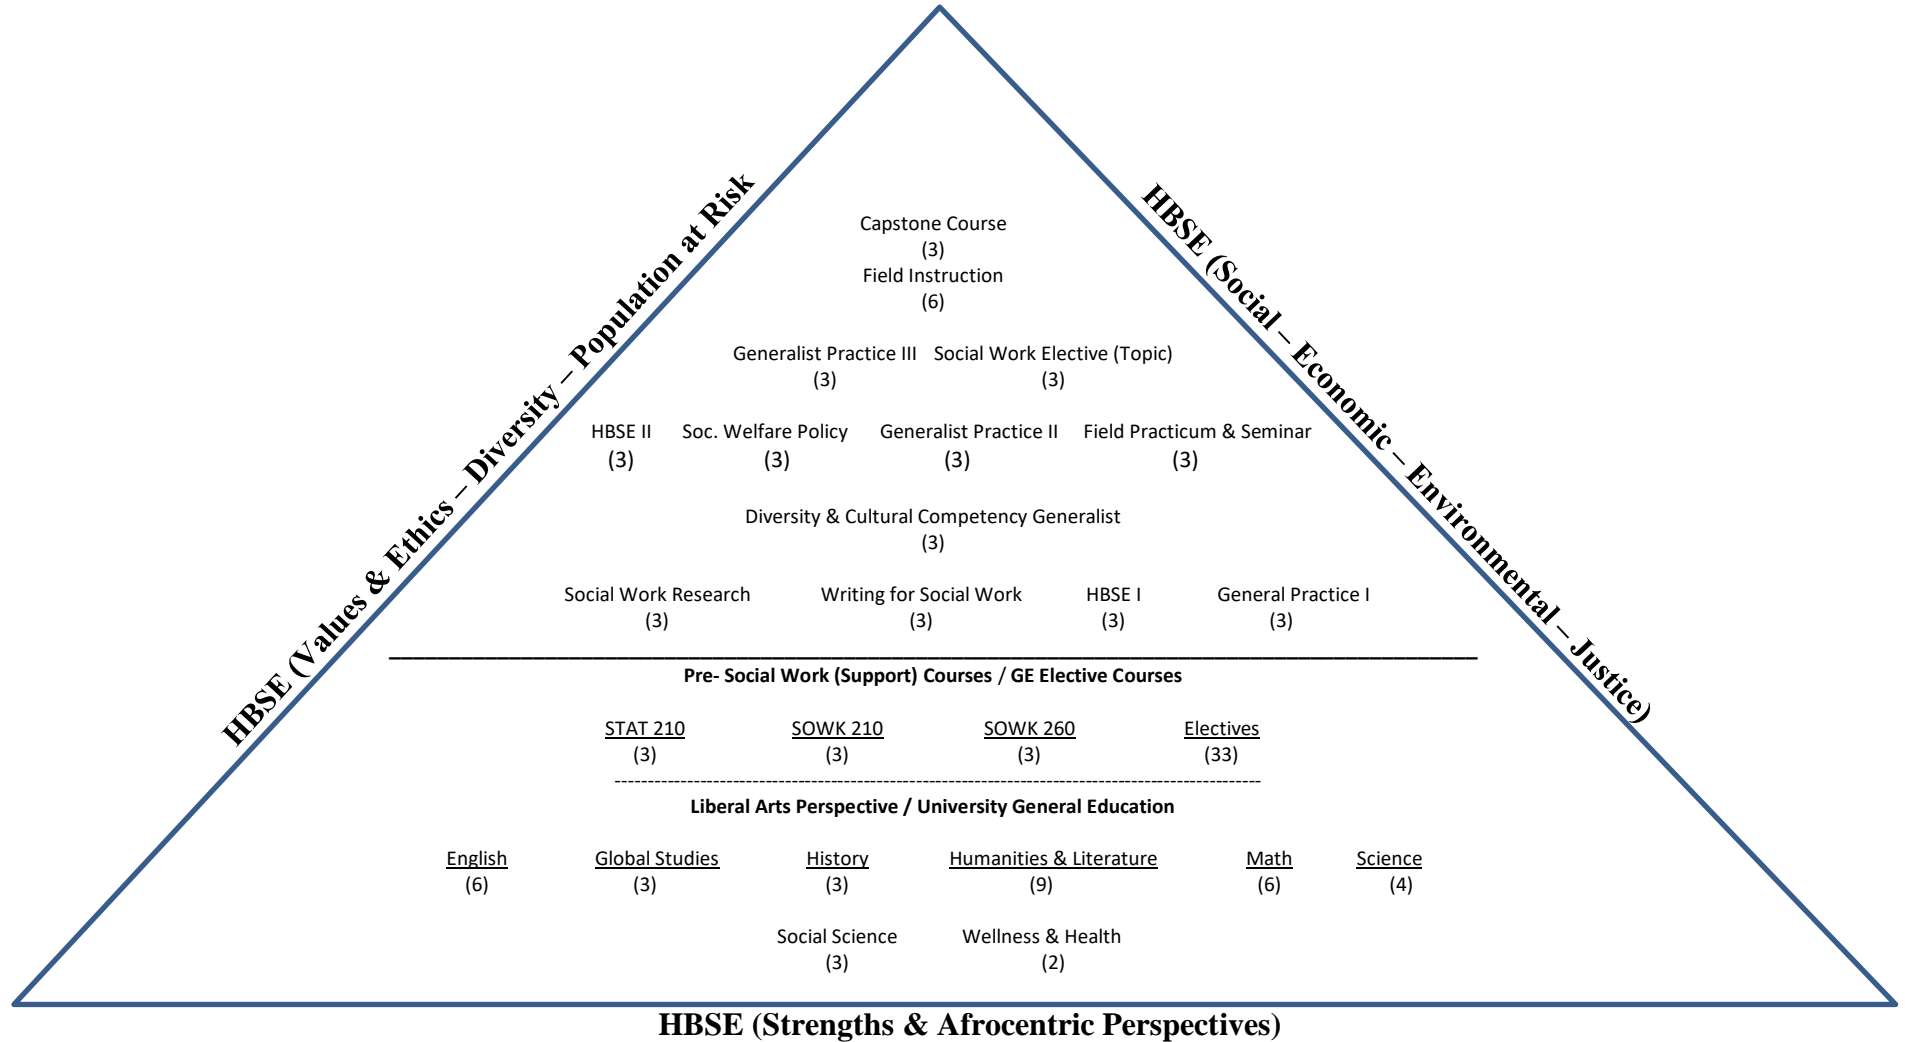 HBSE (Values & Ethics – Diversity – Population at Risk
HBSE (Social – Economic – Environmental – Justice)
Capstone Course
(3)
Field Instruction
(6)
Generalist Practice III Social Work Elective (Topic)
(3) (3)
HBSE II Soc. Welfare Policy Generalist Practice II Field Practicum & Seminar
(3) (3) (3) (3)
Diversity & Cultural Competency Generalist
(3)
Social Work Research Writing for Social Work HBSE I General Practice I
(3) (3) (3) (3)
Pre- Social Work (Support) Courses / GE Elective Courses
STAT 210 SOWK 210 SOWK 260 Electives
(3) (3) (3) (33)
Liberal Arts Perspective / University General Education
English Global Studies History Humanities & Literature Math Science
(6) (3) (3) (9) (6) (4)
Social Science Wellness & Health
(3) (2)
HBSE (Strengths & Afrocentric Perspectives)